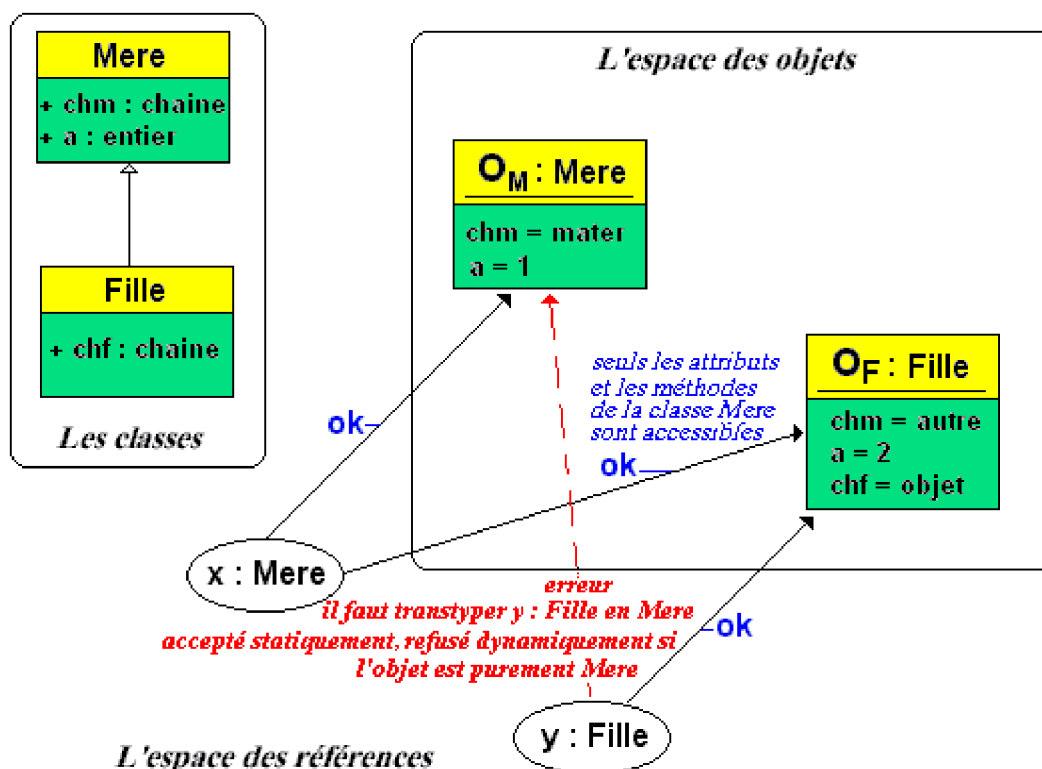 Mere
+ chm : chaine
+ a : entier
Fille
+ chf : chaine
Les classes
L'espace des objets
OM : Mere
chm = mater
a = 1
OF : Fille
chm = autre
a = 2
chf = objet
seuls les attributs
et les méthodes
de la classe Mere
sont accessibles
ok
ok
x : Mere
erreur
il faut transtyper y : Fille en Mere
accepté statiquement, refusé dynamiquement si
l'objet est purement Mere
ok
y : Fille
L'espace des références